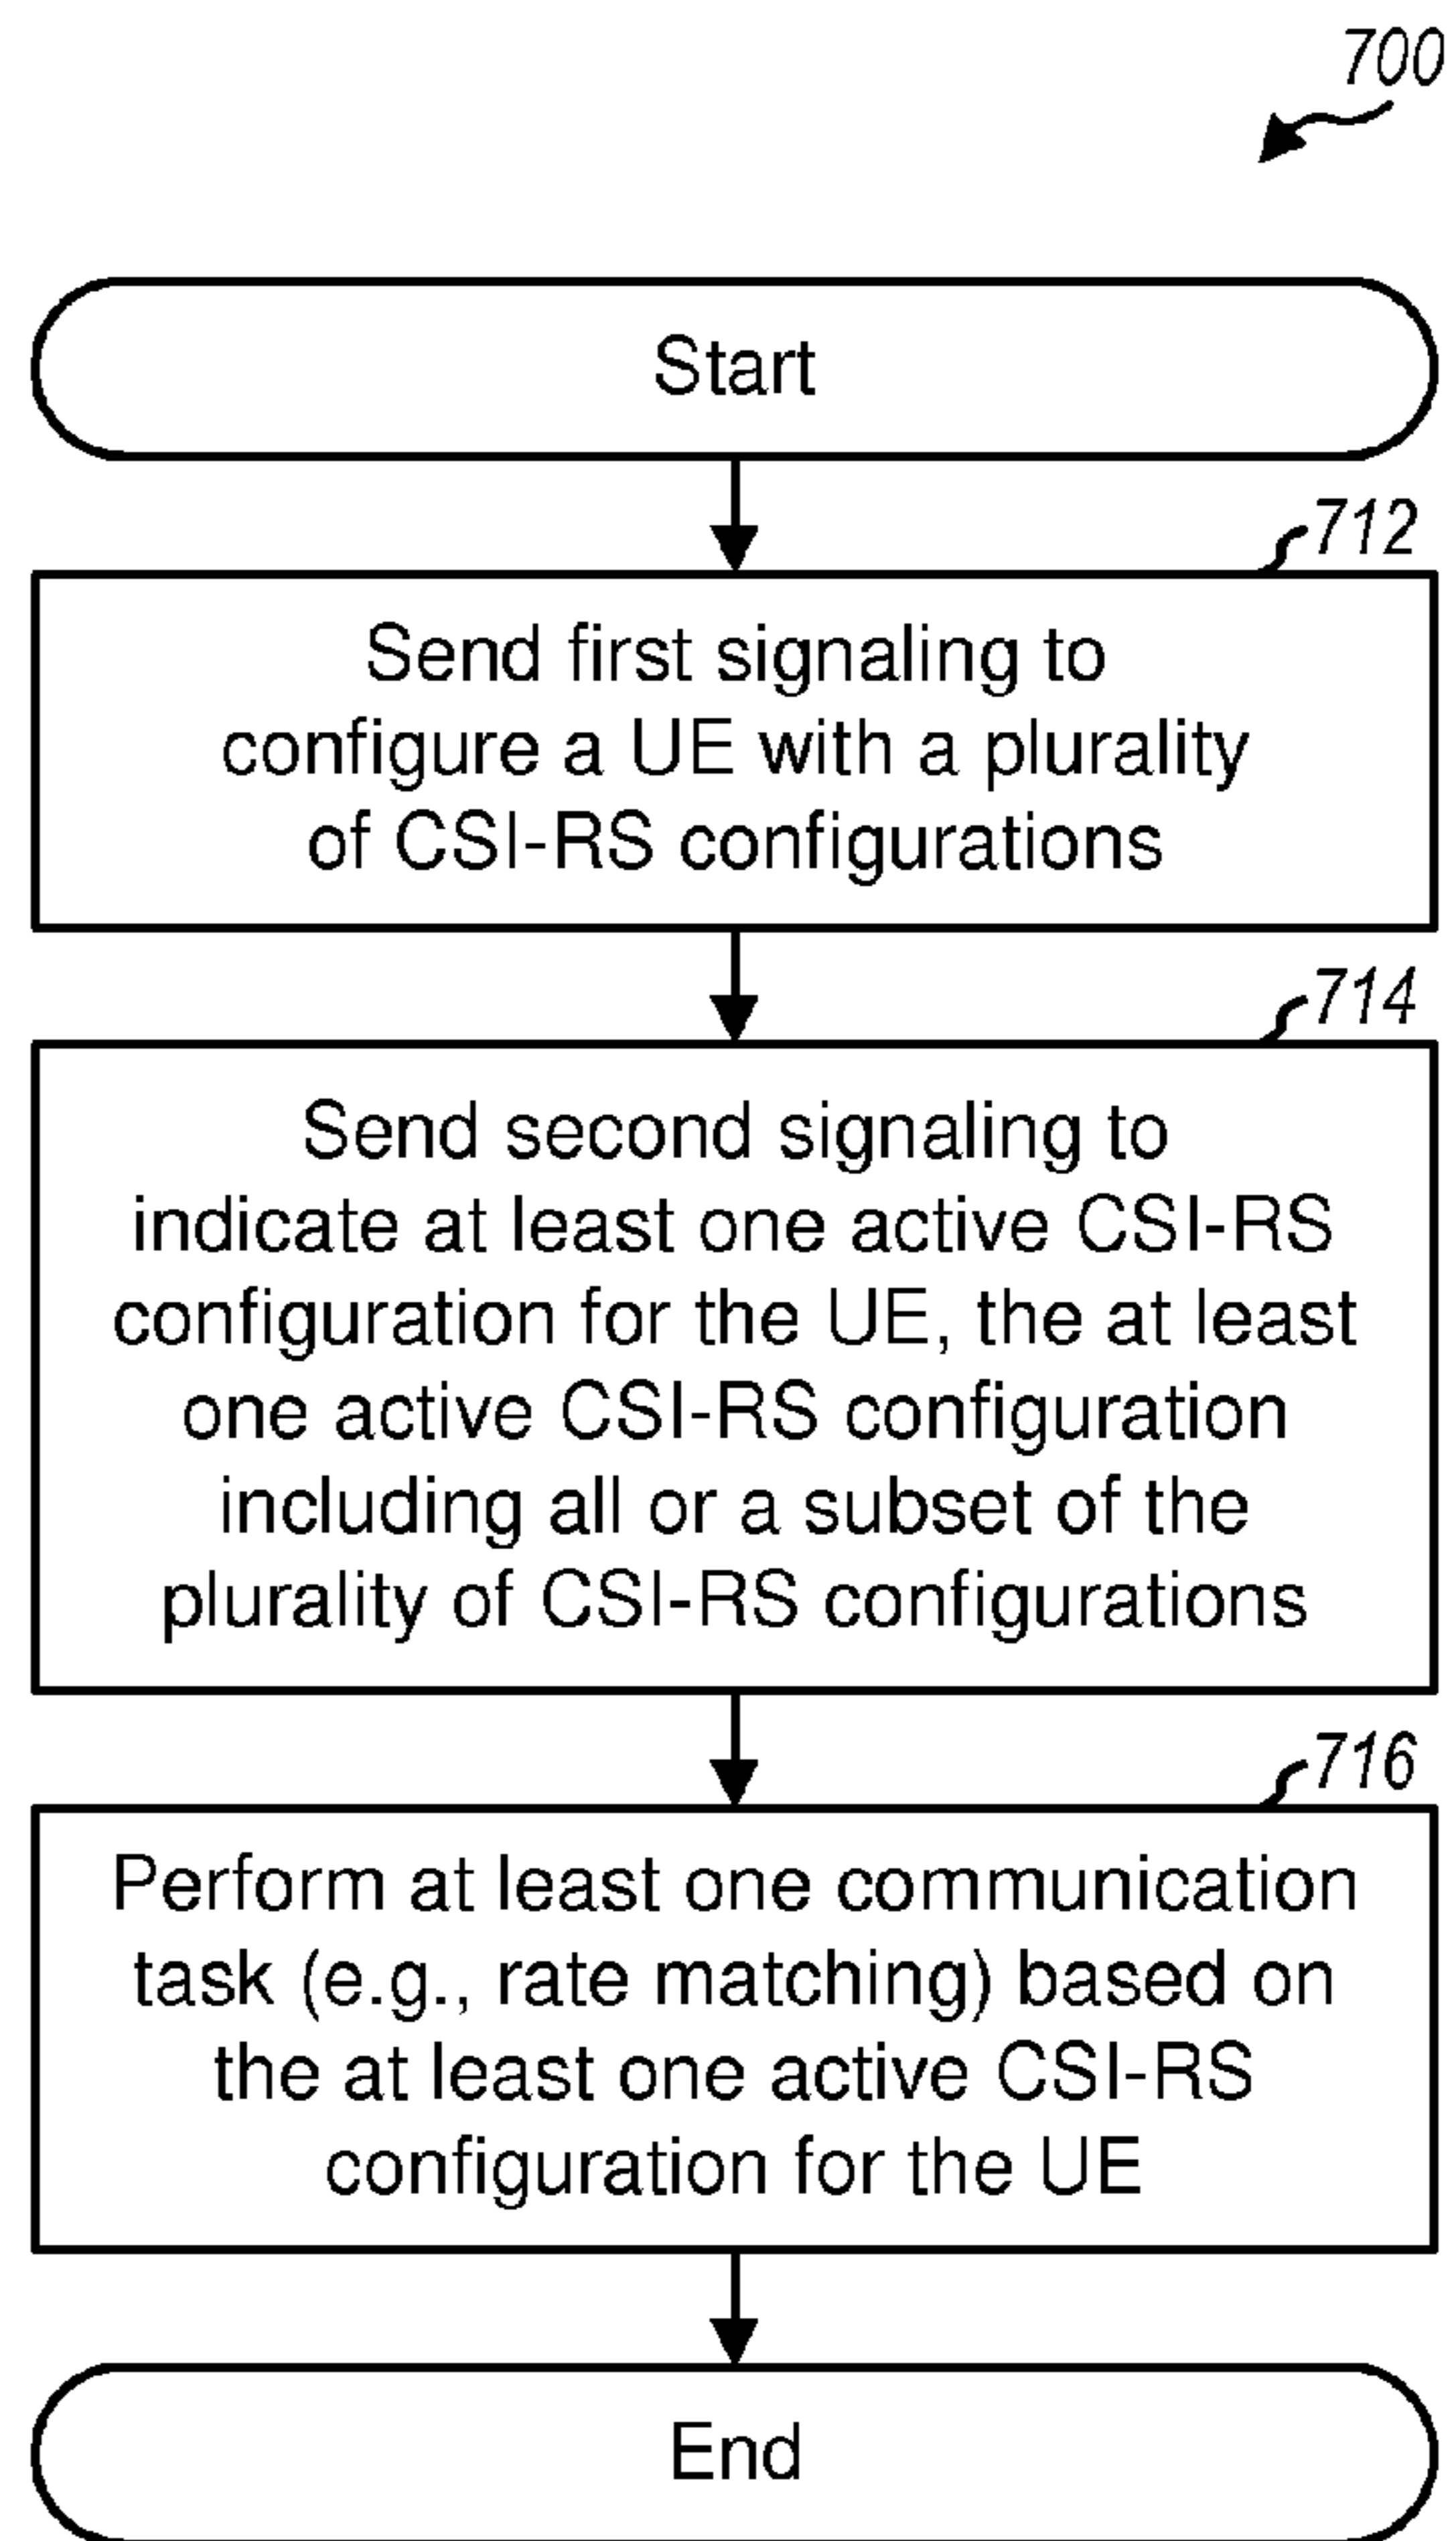 700
Start
712
Send first signaling to
configure a UE with a plurality
of CSI-RS configurations
714
Send second signaling to
indicate at least one active CSI-RS
configuration for the UE, the at least
one active CSI-RS configuration
including all or a subset of the
plurality of CSI-RS configurations
716
Perform at least one communication
task (e.g., rate matching) based on
the at least one active CSI-RS
configuration for the UE
End